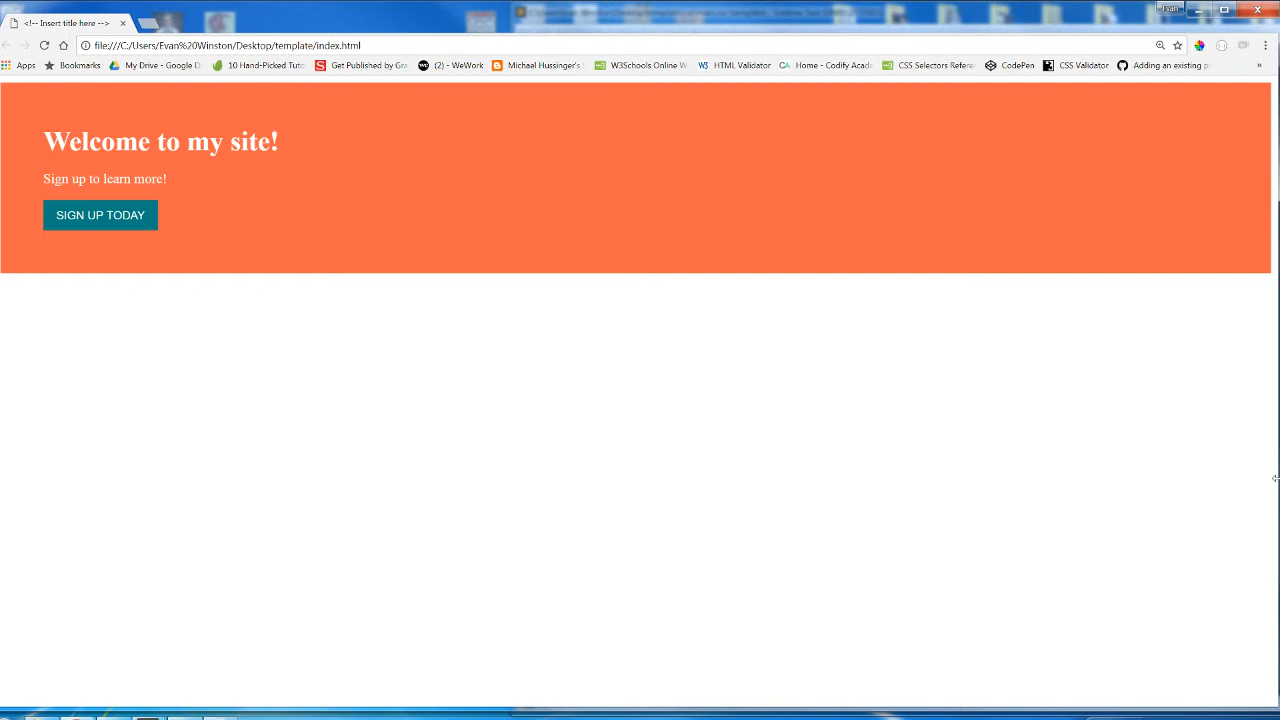 <!-- Insert title here -->
Evan
file:///C:/Users/Evan%20Winston/Desktop/template/index.html
Apps Bookmarks My Drive - Google D 10 Hand-Picked Tuto Get Published by Gra (2) - WeWork Michael Hussinger's W3Schools Online W HTML Validator Home - Codify Acad CSS Selectors Refere CodePen CSS Validator Adding an existing p »
Welcome to my site!
Sign up to learn more!
SIGN UP TODAY